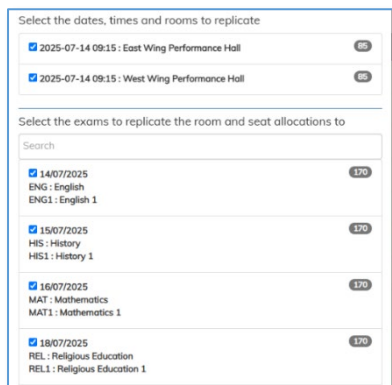 Select the dates, times and rooms to replicate
2025-07-14 09:15 : East Wing Performance Hall 85
2025-07-14 09:15 : West Wing Performance Hall 85
Select the exams to replicate the room and seat allocations to
Search
14/07/2025 170
ENG : English
ENG1 : English 1
15/07/2025 170
HIS : History
HIS1 : History 1
16/07/2025 170
MAT : Mathematics
MAT1 : Mathematics 1
18/07/2025 170
REL : Religious Education
REL1 : Religious Education 1